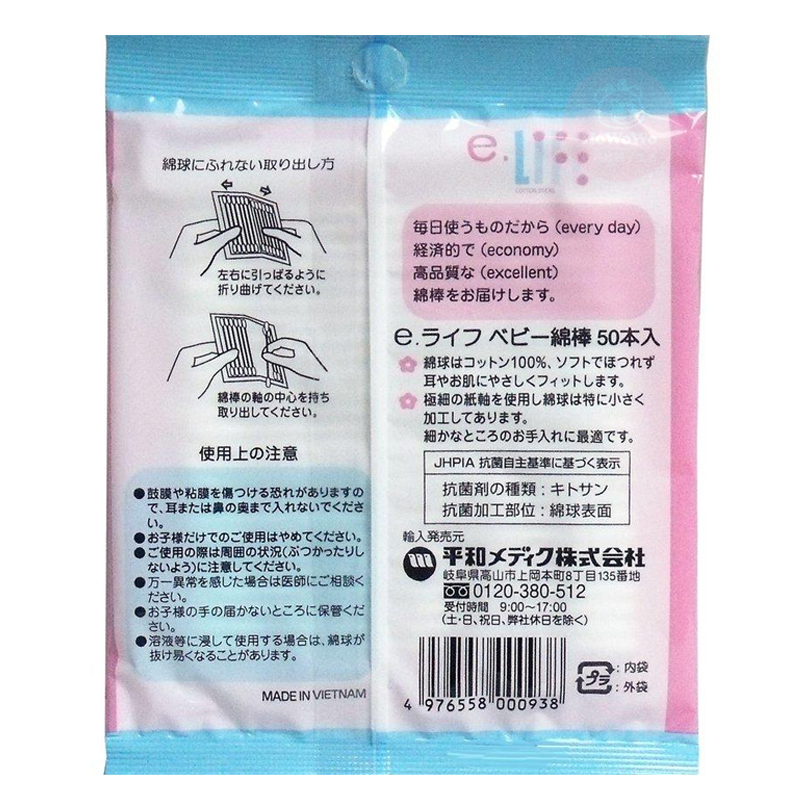 綿球にふれない取り出し方
左右に引っぱるように
折り曲げてください。
綿棒の軸の中心を持ち
取り出してください。
使用上の注意
●鼓膜や粘膜を傷つける恐れがありますの
で、耳または鼻の奥まで入れないでくださ
い。
●お子様だけでのご使用はやめてください。
●ご使用の際は周囲の状況(ぶつかったりし
ないように)に注意してください。
●万一異常を感じた場合は医師にご相談く
ださい。
●お子様の手の届かないところに保管くだ
さい。
●溶液等に浸して使用する場合は、綿球が
抜け易くなることがあります。
MADE IN VIETNAM
e.LIFE
COTTON STICKS
毎日使うものだから(every day)
経済的で(economy)
高品質な(excellent)
綿棒をお届けします。
e.ライフ ベビー綿棒 50本入
綿球はコットン100%、ソフトでほつれず
耳やお肌にやさしくフィットします。
極細の紙軸を使用し綿球は特に小さく
加工してあります。
細かなところのお手入れに最適です。
JHPIA 抗菌自主基準に基づく表示
抗菌剤の種類:キトサン
抗菌加工部位:綿球表面
輸入発売元
平和メディク株式会社
岐阜県高山市上岡本町8丁目135番地
0120-380-512
受付時間 9:00〜17:00
(土・日、祝日、弊社休日を除く)
4 976558 000938
プラ
:内袋
:外袋